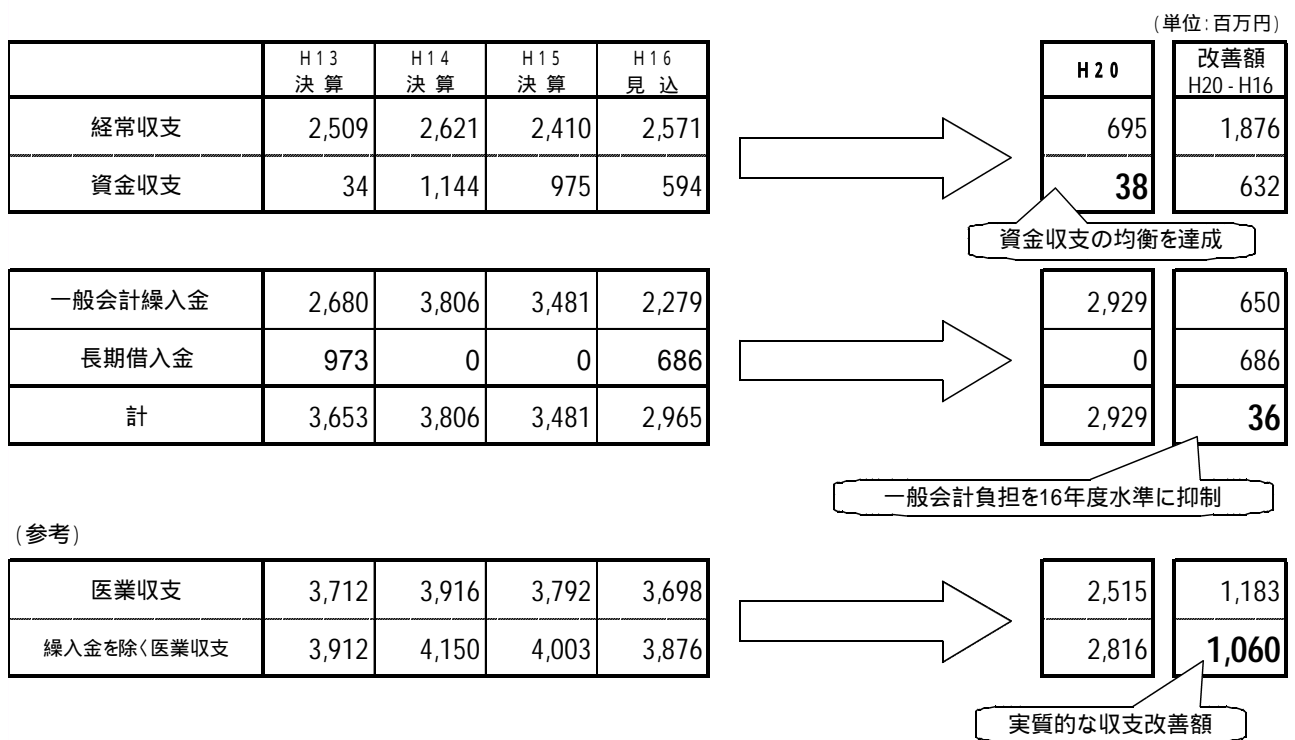 (単位:百万円)
H13 H14 H15 H16 H20 改善額
決算 決算 決算 見込 H20 - H16
経常収支 2,509 2,621 2,410 2,571 695 1,876
資金収支 34 1,144 975 594 38 632
資金収支の均衡を達成
一般会計繰入金 2,680 3,806 3,481 2,279 2,929 650
長期借入金 973 0 0 686 0 686
計 3,653 3,806 3,481 2,965 2,929 36
一般会計負担を16年度水準に抑制
(参考)
医業収支 3,712 3,916 3,792 3,698 2,515 1,183
繰入金を除く医業収支 3,912 4,150 4,003 3,876 2,816 1,060
実質的な収支改善額